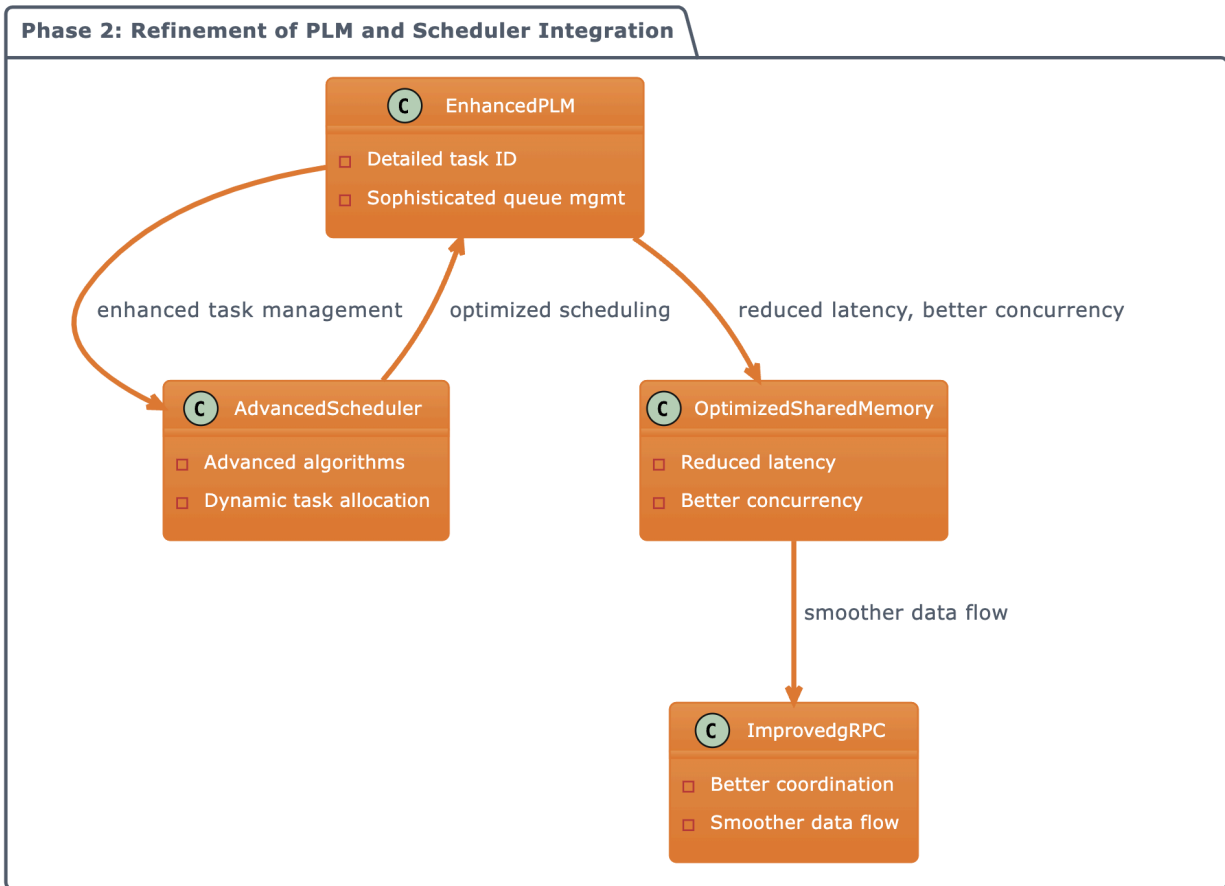 Phase 2: Refinement of PLM and Scheduler Integration
C EnhancedPLM
Detailed task ID
Sophisticated queue mgmt
enhanced task management
optimized scheduling
reduced latency, better concurrency
C AdvancedScheduler
Advanced algorithms
Dynamic task allocation
C OptimizedSharedMemory
Reduced latency
Better concurrency
smoother data flow
C ImprovedgRPC
Better coordination
Smoother data flow